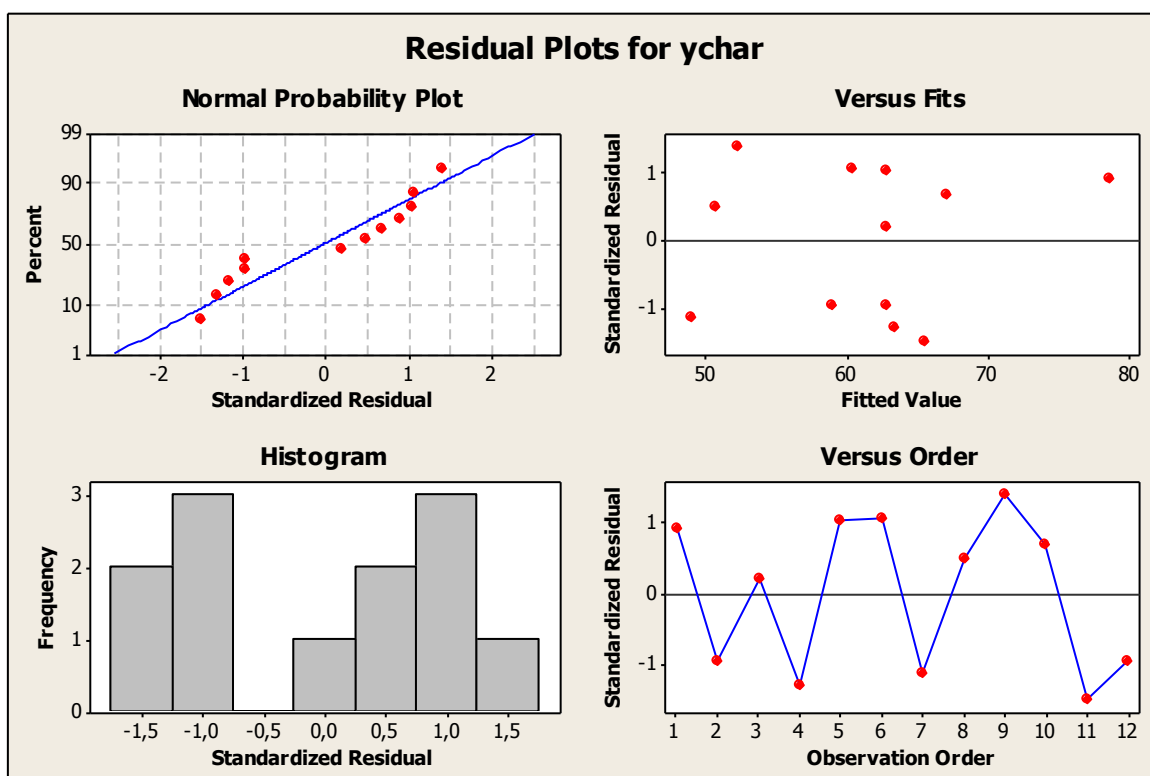 Residual Plots for ychar
Normal Probability Plot
99
90
50
10
1
Percent
-2 -1 0 1 2
Standardized Residual
Versus Fits
1
0
-1
Standardized Residual
50 60 70 80
Fitted Value
Histogram
3
2
1
0
Frequency
-1,5 -1,0 -0,5 0,0 0,5 1,0 1,5
Standardized Residual
Versus Order
1
0
-1
Standardized Residual
1 2 3 4 5 6 7 8 9 10 11 12
Observation Order